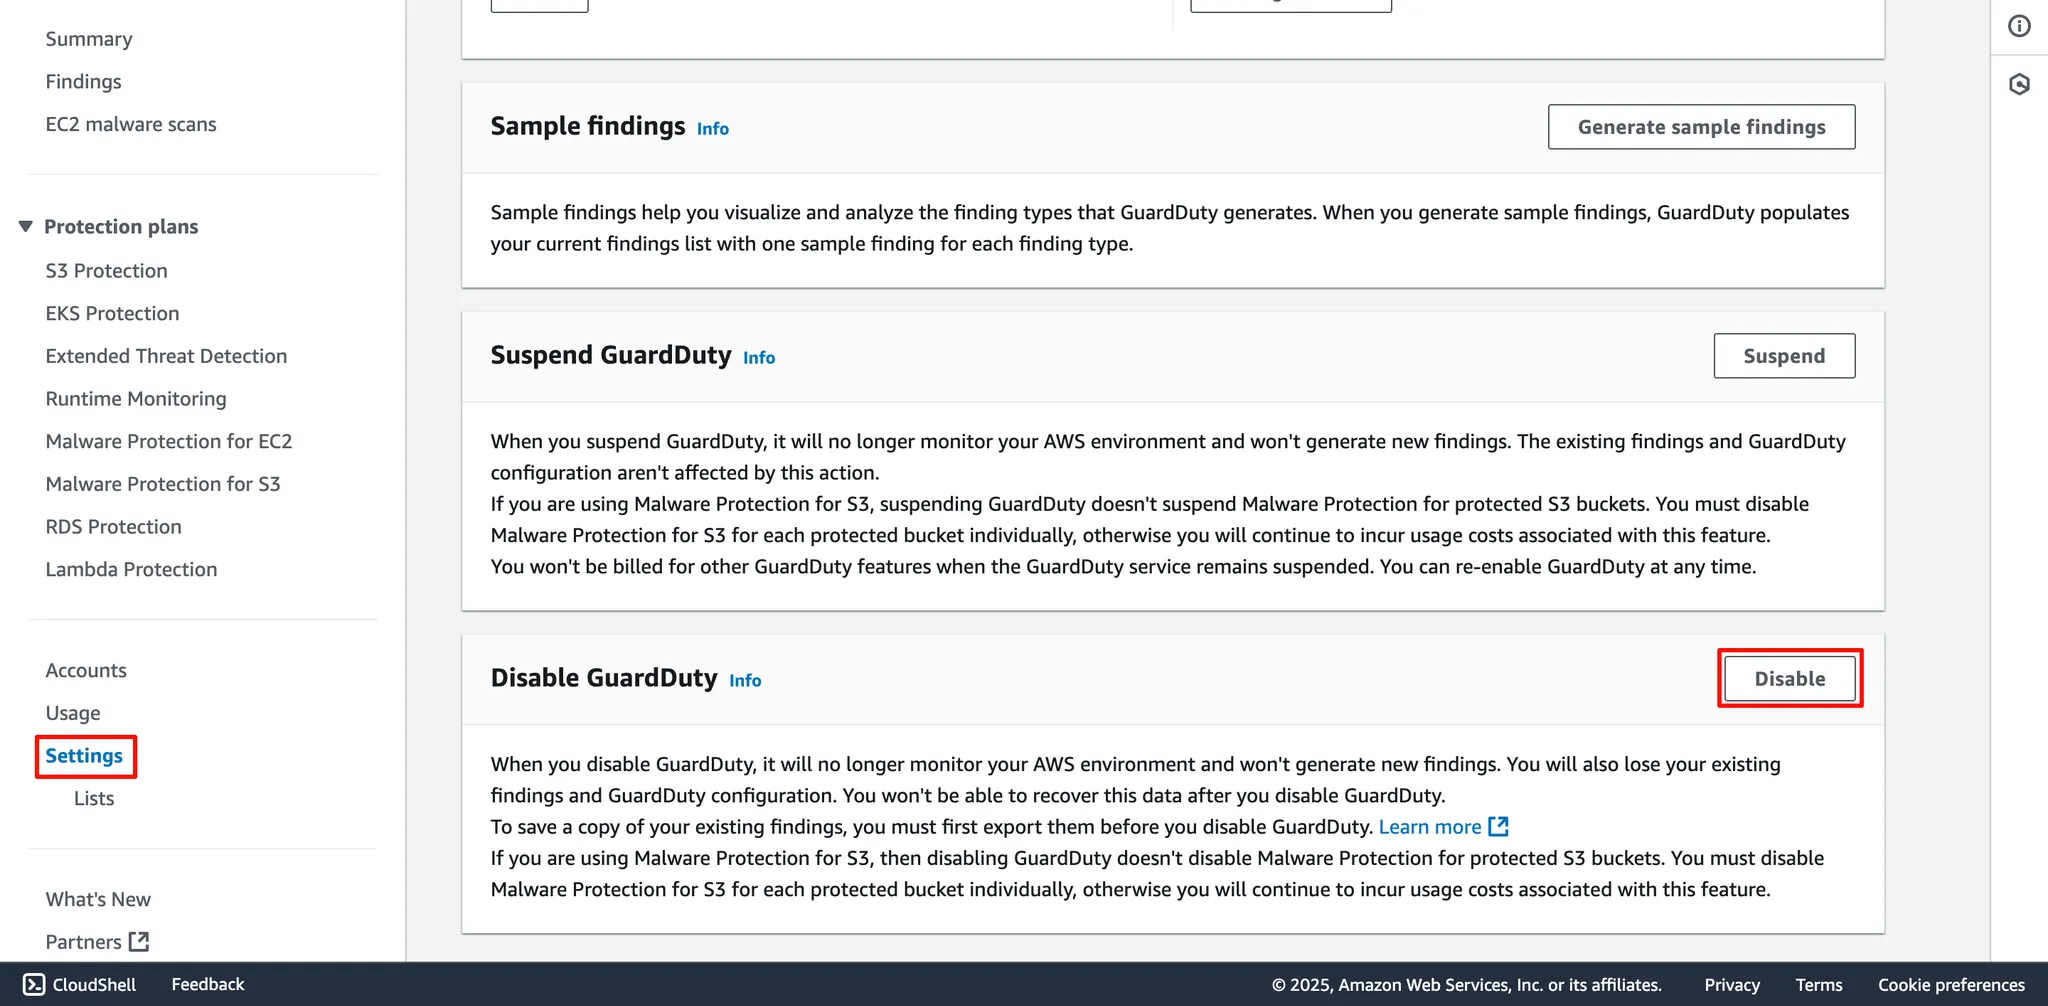 Summary
Findings
EC2 malware scans
Protection plans
S3 Protection
EKS Protection
Extended Threat Detection
Runtime Monitoring
Malware Protection for EC2
Malware Protection for S3
RDS Protection
Lambda Protection
Accounts
Usage
Settings
Lists
What's New
Partners
Sample findings Info
Generate sample findings
Sample findings help you visualize and analyze the finding types that GuardDuty generates. When you generate sample findings, GuardDuty populates
your current findings list with one sample finding for each finding type.
Suspend GuardDuty Info
Suspend
When you suspend GuardDuty, it will no longer monitor your AWS environment and won't generate new findings. The existing findings and GuardDuty
configuration aren't affected by this action.
If you are using Malware Protection for S3, suspending GuardDuty doesn't suspend Malware Protection for protected S3 buckets. You must disable
Malware Protection for S3 for each protected bucket individually, otherwise you will continue to incur usage costs associated with this feature.
You won't be billed for other GuardDuty features when the GuardDuty service remains suspended. You can re-enable GuardDuty at any time.
Disable GuardDuty Info
Disable
When you disable GuardDuty, it will no longer monitor your AWS environment and won't generate new findings. You will also lose your existing
findings and GuardDuty configuration. You won't be able to recover this data after you disable GuardDuty.
To save a copy of your existing findings, you must first export them before you disable GuardDuty. Learn more
If you are using Malware Protection for S3, then disabling GuardDuty doesn't disable Malware Protection for protected S3 buckets. You must disable
Malware Protection for S3 for each protected bucket individually, otherwise you will continue to incur usage costs associated with this feature.
CloudShell Feedback
© 2025, Amazon Web Services, Inc. or its affiliates. Privacy Terms Cookie preferences